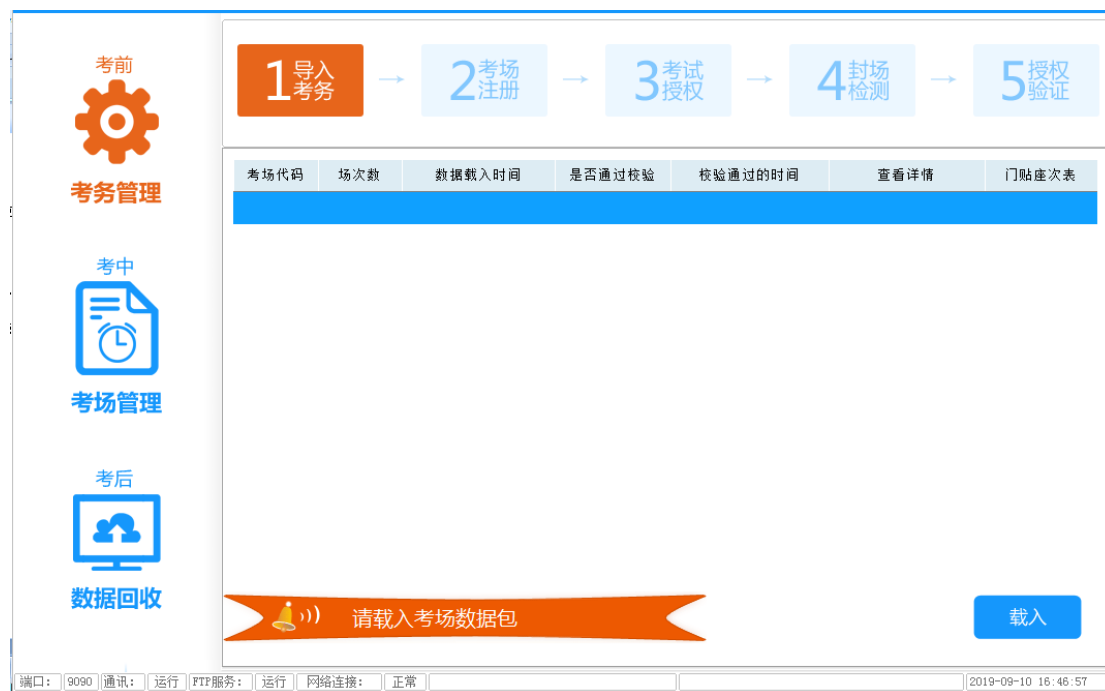 考前
考务管理
考中
考场管理
考后
数据回收
1 导入考务 → 2 考场注册 → 3 考试授权 → 4 封场检测 → 5 授权验证
考场代码 场次数 数据载入时间 是否通过校验 校验通过的时间 查看详情 门贴座次表
请载入考场数据包
载入
端口： 9090 通讯： 运行 FTP服务： 运行 网络连接： 正常 2019-09-10 16:46:57